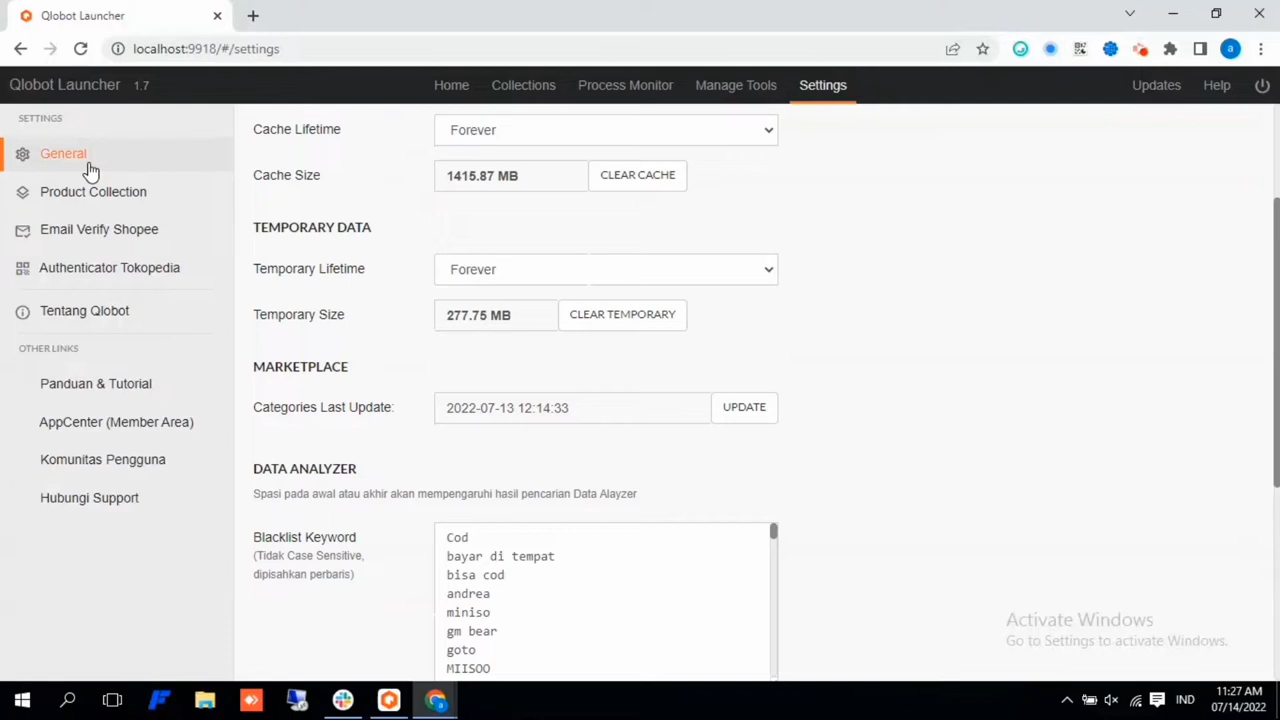 Qlobot Launcher
localhost:9918/#/settings
a
Qlobot Launcher 1.7
Home Collections Process Monitor Manage Tools Settings Updates Help
SETTINGS
General
Product Collection
Email Verify Shopee
Authenticator Tokopedia
Tentang Qlobot
OTHER LINKS
Panduan & Tutorial
AppCenter (Member Area)
Komunitas Pengguna
Hubungi Support
Cache Lifetime Forever
Cache Size 1415.87 MB CLEAR CACHE
TEMPORARY DATA
Temporary Lifetime Forever
Temporary Size 277.75 MB CLEAR TEMPORARY
MARKETPLACE
Categories Last Update: 2022-07-13 12:14:33 UPDATE
DATA ANALYZER
Spasi pada awal atau akhir akan mempengaruhi hasil pencarian Data Alayzer
Blacklist Keyword
(Tidak Case Sensitive,
dipisahkan perbaris)
Cod
bayar di tempat
bisa cod
andrea
miniso
gm bear
goto
MIISOO
Activate Windows
Go to Settings to activate Windows.
IND
11:27 AM
07/14/2022